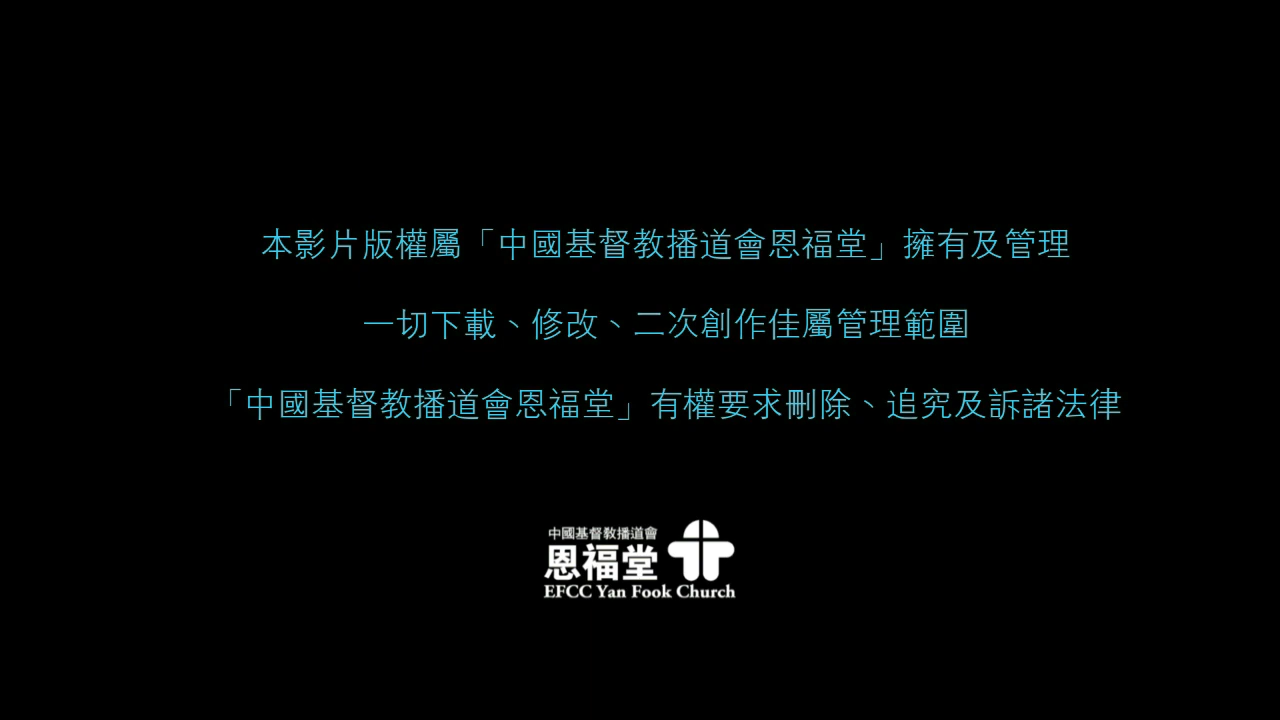 本影片版權屬「中國基督教播道會恩福堂」擁有及管理
一切下載、修改、二次創作佳屬管理範圍
「中國基督教播道會恩福堂」有權要求刪除、追究及訴諸法律
中國基督教播道會
恩福堂
EFCC Yan Fook Church